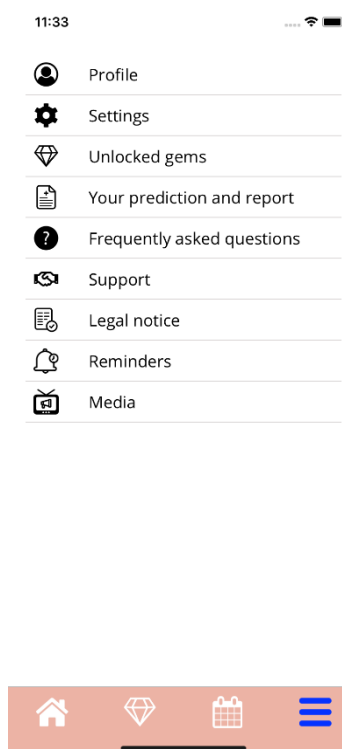 11:33
Profile
Settings
Unlocked gems
Your prediction and report
Frequently asked questions
Support
Legal notice
Reminders
Media